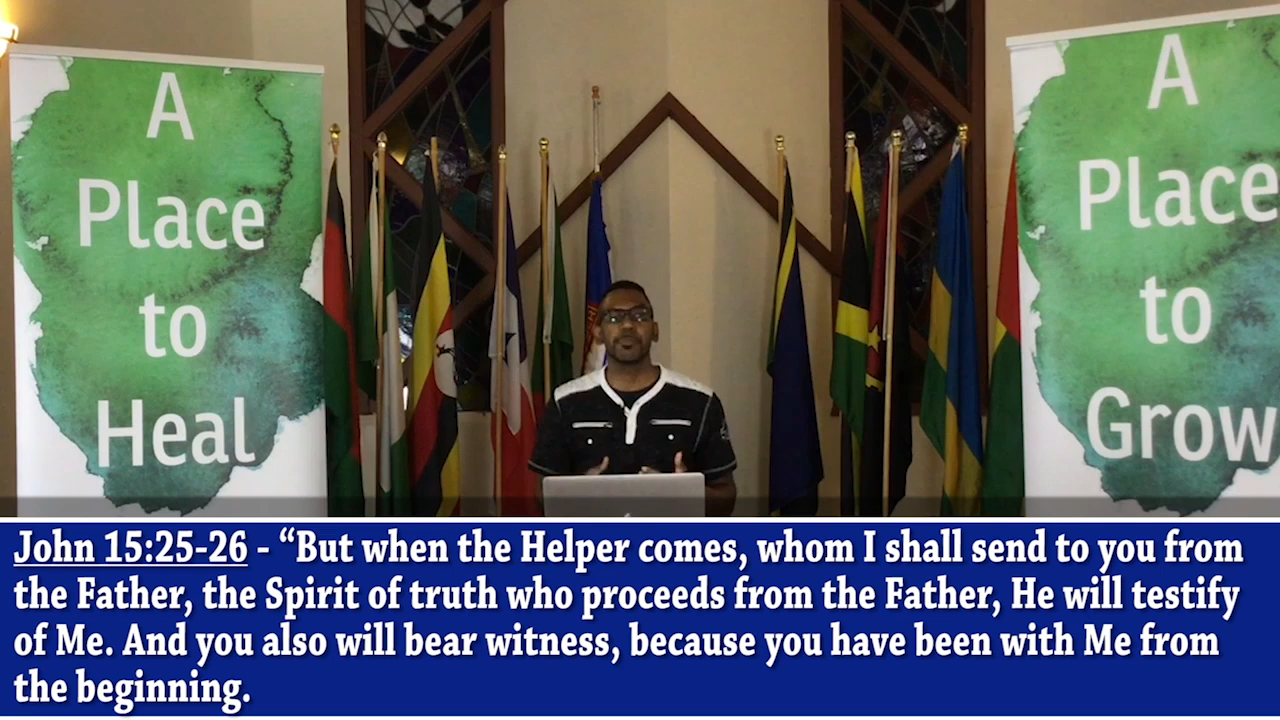 A
Place
to
Heal
A
Place
to
Grow
John 15:25-26 - “But when the Helper comes, whom I shall send to you from
the Father, the Spirit of truth who proceeds from the Father, He will testify
of Me. And you also will bear witness, because you have been with Me from
the beginning.